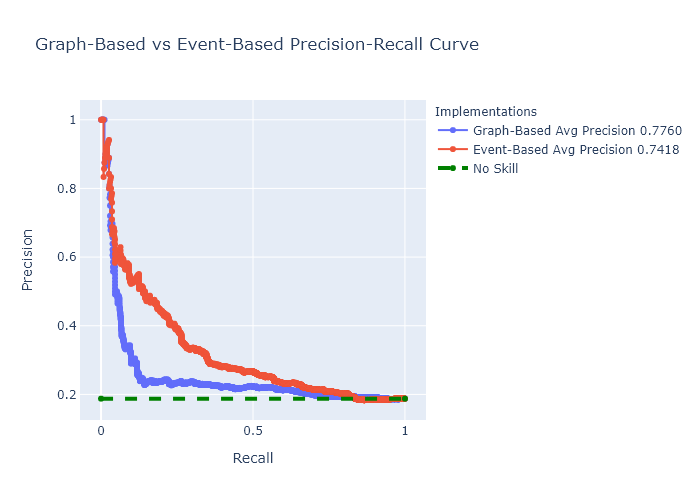 Graph-Based vs Event-Based Precision-Recall Curve
Implementations
Graph-Based Avg Precision 0.7760
Event-Based Avg Precision 0.7418
No Skill
Precision
1
0.8
0.6
0.4
0.2
0
0.5
1
Recall